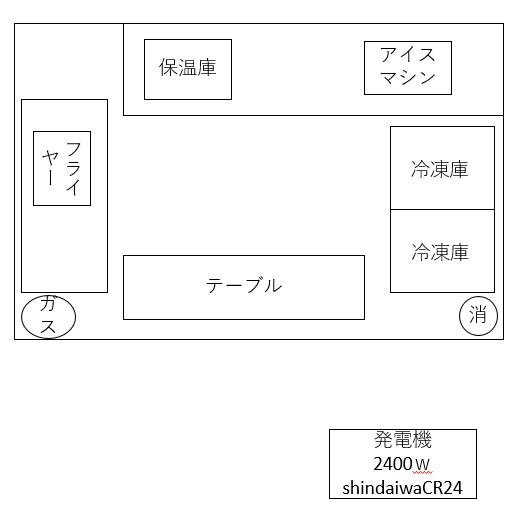 保温庫
アイス
マシン
フライ
ヤー
冷凍庫
冷凍庫
テーブル
ガ
ス
消
発電機
2400w
shindaiwaCR24